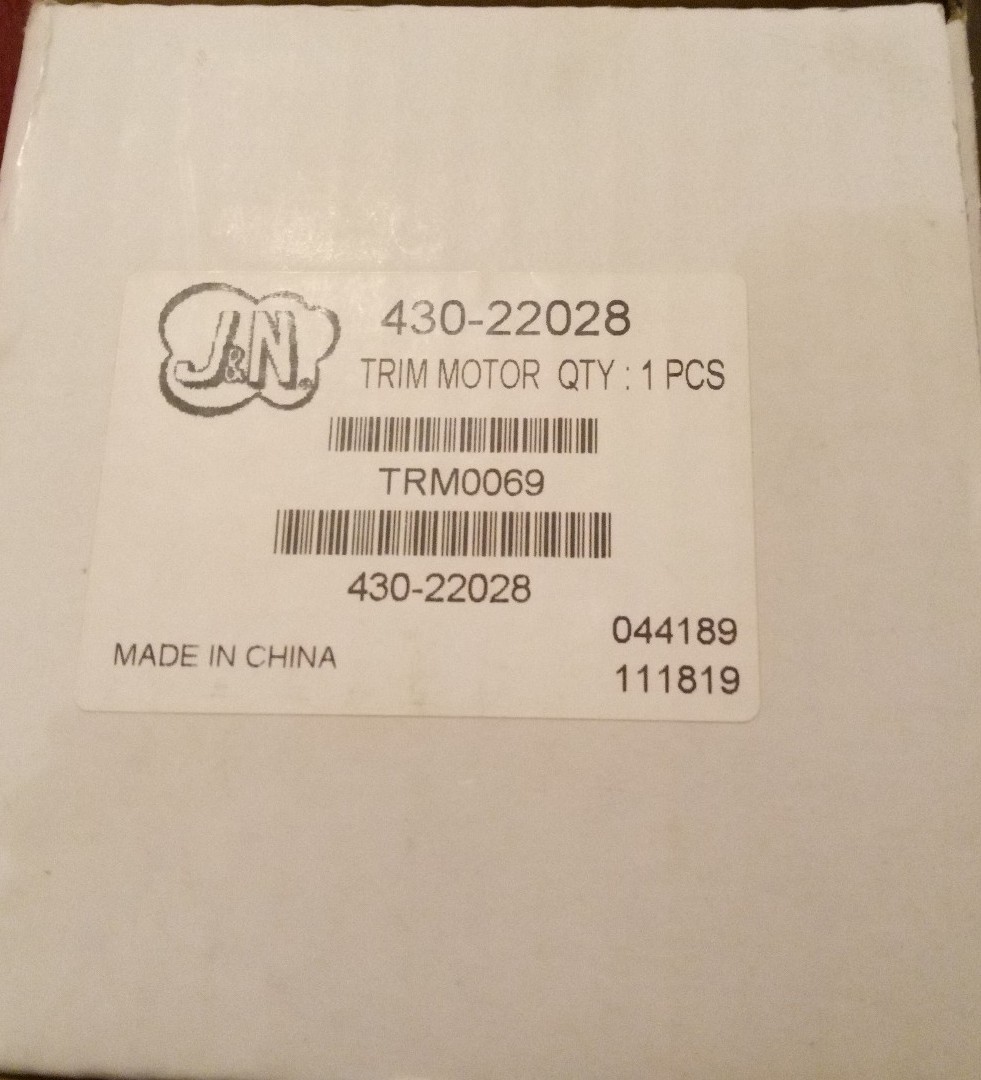 J&N
430-22028
TRIM MOTOR QTY : 1 PCS
TRM0069
430-22028
044189
MADE IN CHINA
111819